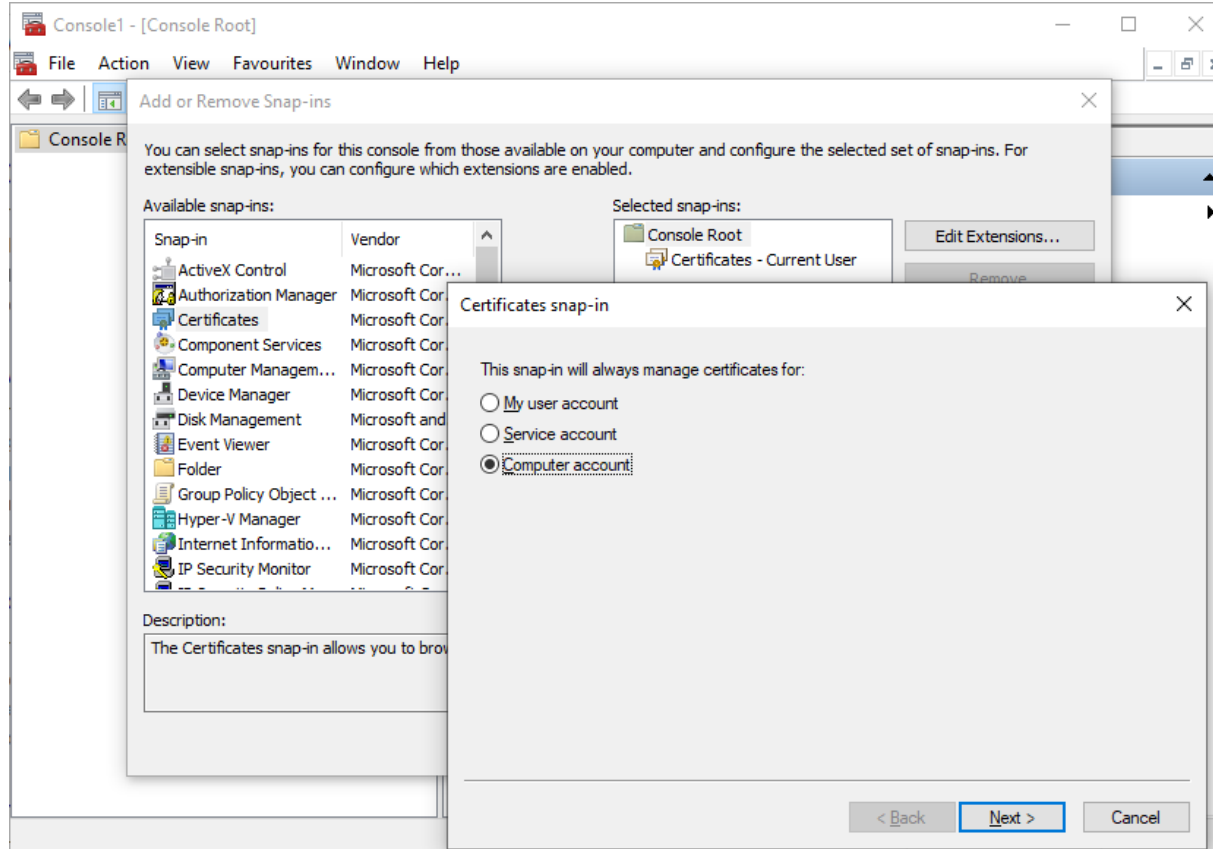 Console1 - [Console Root]
File Action View Favourites Window Help
Console R
Add or Remove Snap-ins
You can select snap-ins for this console from those available on your computer and configure the selected set of snap-ins. For
extensible snap-ins, you can configure which extensions are enabled.
Available snap-ins:
Snap-in Vendor
ActiveX Control Microsoft Cor...
Authorization Manager Microsoft Cor
Certificates Microsoft Cor
Component Services Microsoft Cor
Computer Managem... Microsoft Cor
Device Manager Microsoft Cor
Disk Management Microsoft and
Event Viewer Microsoft Cor
Folder Microsoft Cor
Group Policy Object ... Microsoft Cor
Hyper-V Manager Microsoft Cor
Internet Informatio... Microsoft Cor
IP Security Monitor Microsoft Cor
Selected snap-ins:
Console Root
Certificates - Current User
Edit Extensions...
Remove
Description:
The Certificates snap-in allows you to brow
Certificates snap-in
This snap-in will always manage certificates for:
My user account
Service account
Computer account
< Back Next > Cancel